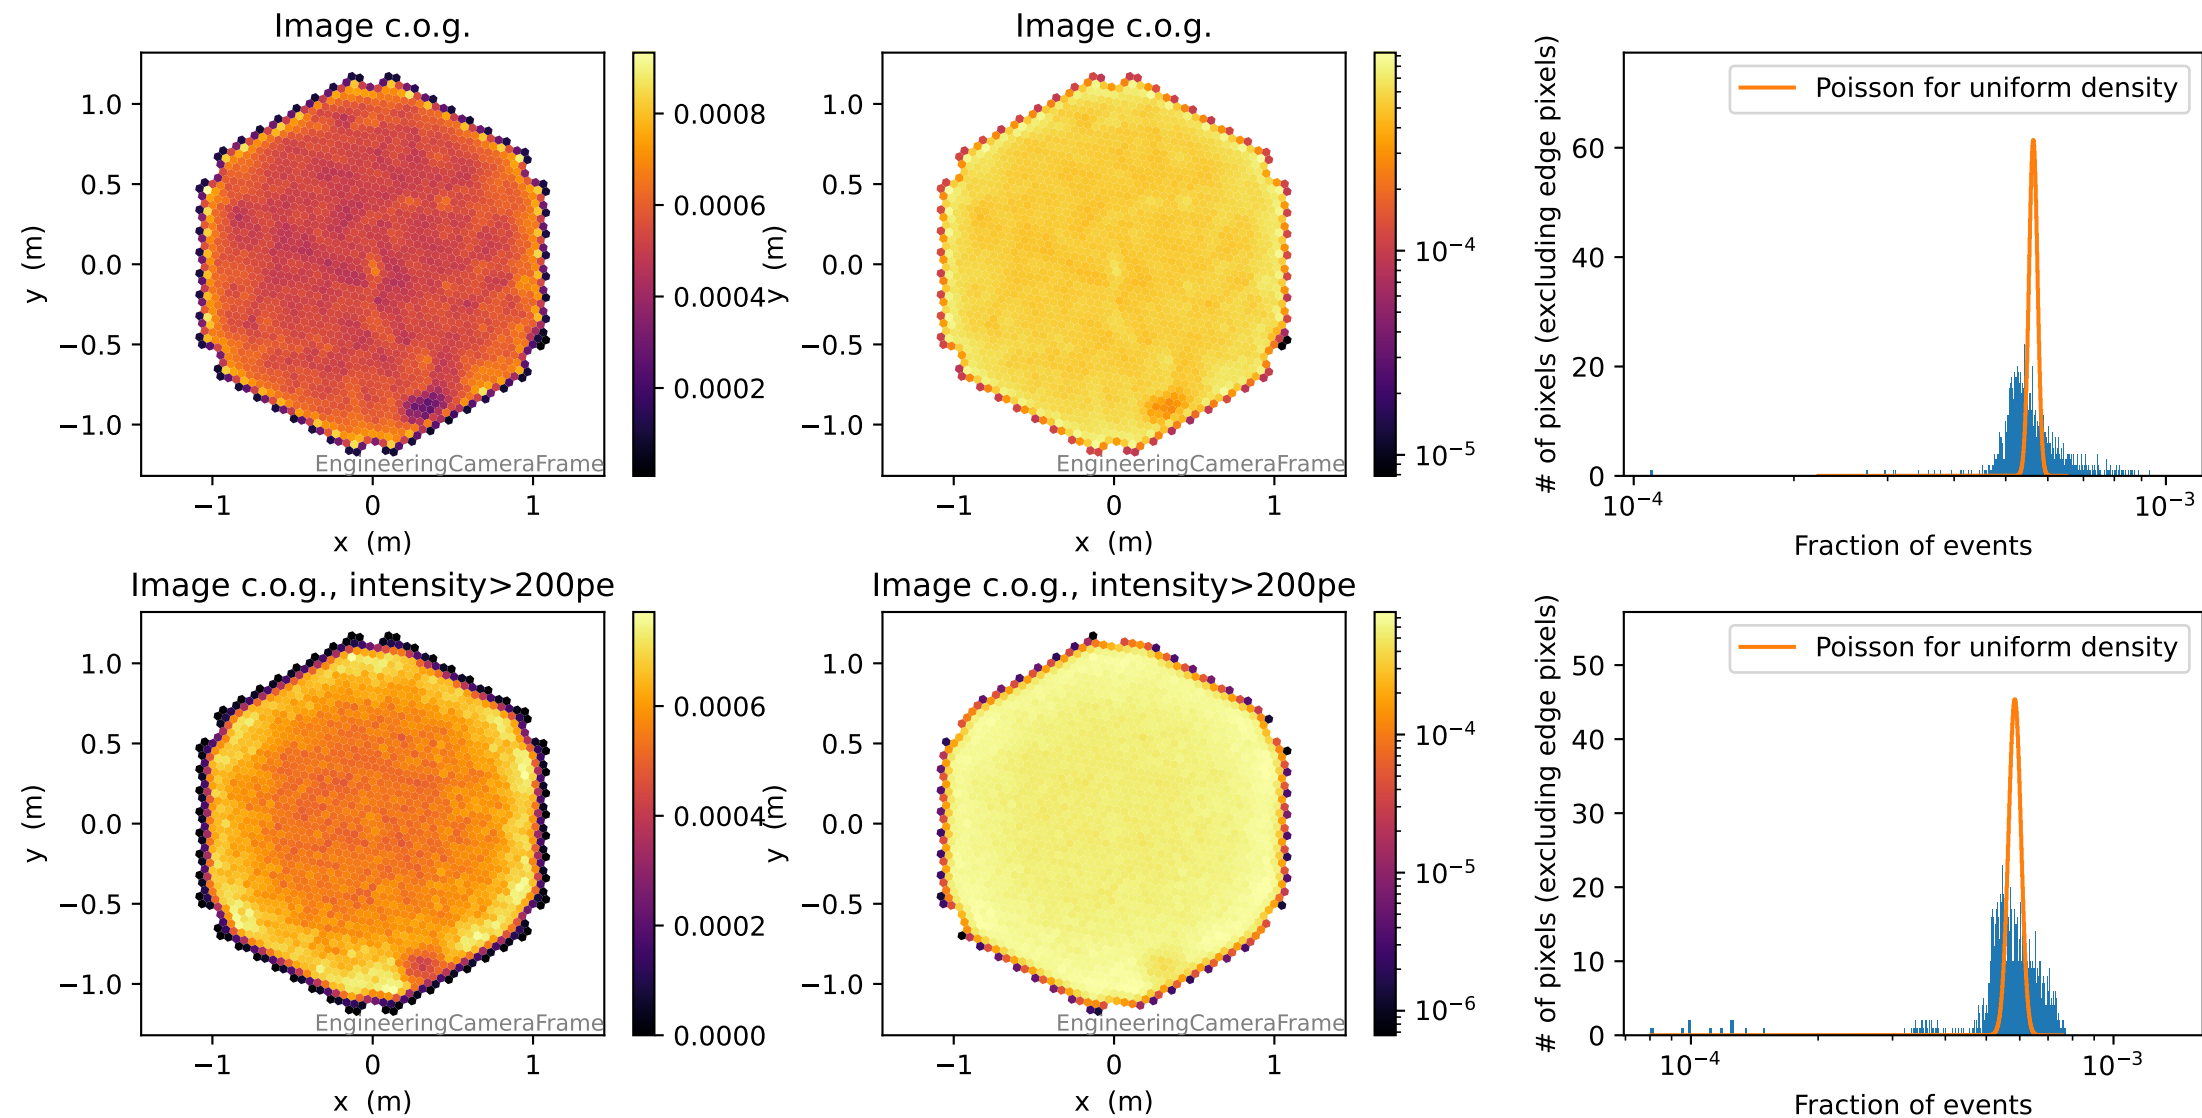 Image c.o.g.
y (m)
1.0
0.5
0.0
−0.5
−1.0
−1
0
1
x (m)
EngineeringCameraFrame
0.0008
0.0006
0.0004
0.0002
Image c.o.g.
y (m)
1.0
0.5
0.0
−0.5
−1.0
−1
0
1
x (m)
EngineeringCameraFrame
10⁻⁴
10⁻⁵
# of pixels (excluding edge pixels)
60
40
20
0
Poisson for uniform density
10⁻⁴
10⁻³
Fraction of events
Image c.o.g., intensity>200pe
y (m)
1.0
0.5
0.0
−0.5
−1.0
−1
0
1
x (m)
EngineeringCameraFrame
0.0006
0.0004
0.0002
0.0000
Image c.o.g., intensity>200pe
y (m)
1.0
0.5
0.0
−0.5
−1.0
−1
0
1
x (m)
EngineeringCameraFrame
10⁻⁴
10⁻⁵
10⁻⁶
# of pixels (excluding edge pixels)
50
40
30
20
10
0
Poisson for uniform density
10⁻⁴
10⁻³
Fraction of events